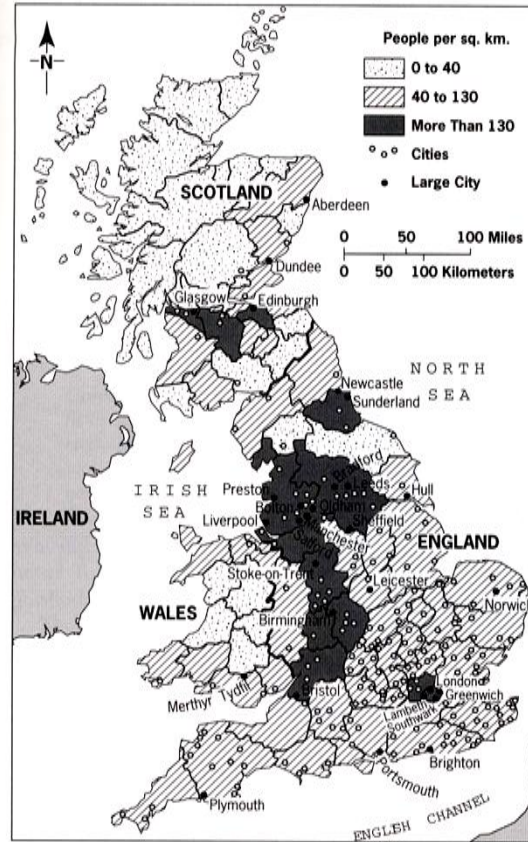 People per sq. km.
0 to 40
40 to 130
More Than 130
Cities
Large City
N
SCOTLAND
Aberdeen
0 50 100 Miles
0 50 100 Kilometers
Dundee
Glasgow
Edinburgh
NORTH
SEA
Newcastle
Sunderland
Bradford
Leeds
IRISH
SEA
Preston
Hull
Bolton
Oldham
IRELAND
Liverpool
Manchester
Salford
Sheffield
ENGLAND
Stoke-on-Trent
Leicester
WALES
Norwich
Birmingham
London
Greenwich
Merthyr Tydfil
Bristol
Lambeth
Southwark
Brighton
Portsmouth
Plymouth
ENGLISH CHANNEL